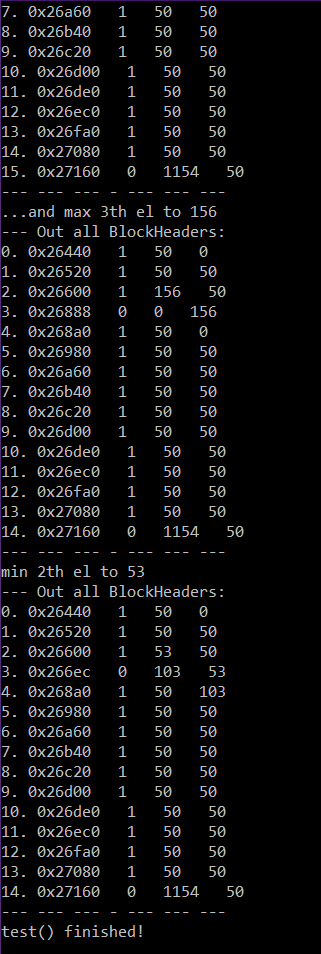 7. 0x26a60   1   50   50
8. 0x26b40   1   50   50
9. 0x26c20   1   50   50
10. 0x26d00   1   50   50
11. 0x26de0   1   50   50
12. 0x26ec0   1   50   50
13. 0x26fa0   1   50   50
14. 0x27080   1   50   50
15. 0x27160   0   1154   50
--- --- --- - --- --- ---
...and max 3th el to 156
--- Out all BlockHeaders:
0. 0x26440   1   50   0
1. 0x26520   1   50   50
2. 0x26600   1   156   50
3. 0x26888   0   0   156
4. 0x268a0   1   50   0
5. 0x26980   1   50   50
6. 0x26a60   1   50   50
7. 0x26b40   1   50   50
8. 0x26c20   1   50   50
9. 0x26d00   1   50   50
10. 0x26de0   1   50   50
11. 0x26ec0   1   50   50
12. 0x26fa0   1   50   50
13. 0x27080   1   50   50
14. 0x27160   0   1154   50
--- --- --- - --- --- ---
min 2th el to 53
--- Out all BlockHeaders:
0. 0x26440   1   50   0
1. 0x26520   1   50   50
2. 0x26600   1   53   50
3. 0x266ec   0   103   53
4. 0x268a0   1   50   103
5. 0x26980   1   50   50
6. 0x26a60   1   50   50
7. 0x26b40   1   50   50
8. 0x26c20   1   50   50
9. 0x26d00   1   50   50
10. 0x26de0   1   50   50
11. 0x26ec0   1   50   50
12. 0x26fa0   1   50   50
13. 0x27080   1   50   50
14. 0x27160   0   1154   50
--- --- --- - --- --- ---
test() finished!